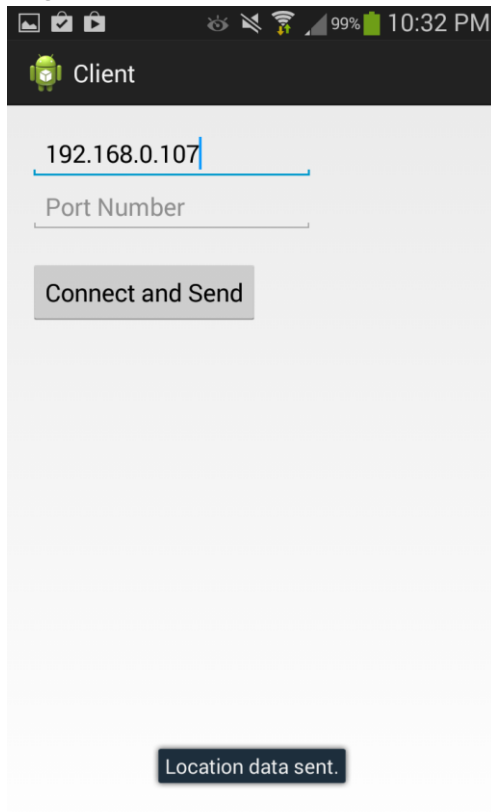 99% 10:32 PM
Client
192.168.0.107
Port Number
Connect and Send
Location data sent.